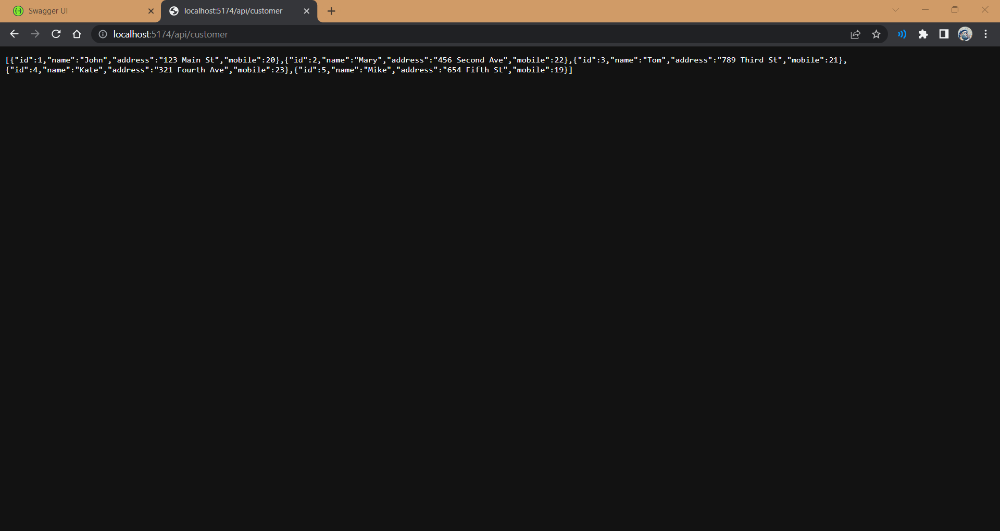 Swagger UI
localhost:5174/api/customer
localhost:5174/api/customer
[{"id":1,"name":"John","address":"123 Main St","mobile":20},{"id":2,"name":"Mary","address":"456 Second Ave","mobile":22},{"id":3,"name":"Tom","address":"789 Third St","mobile":21},
{"id":4,"name":"Kate","address":"321 Fourth Ave","mobile":23},{"id":5,"name":"Mike","address":"654 Fifth St","mobile":19}]